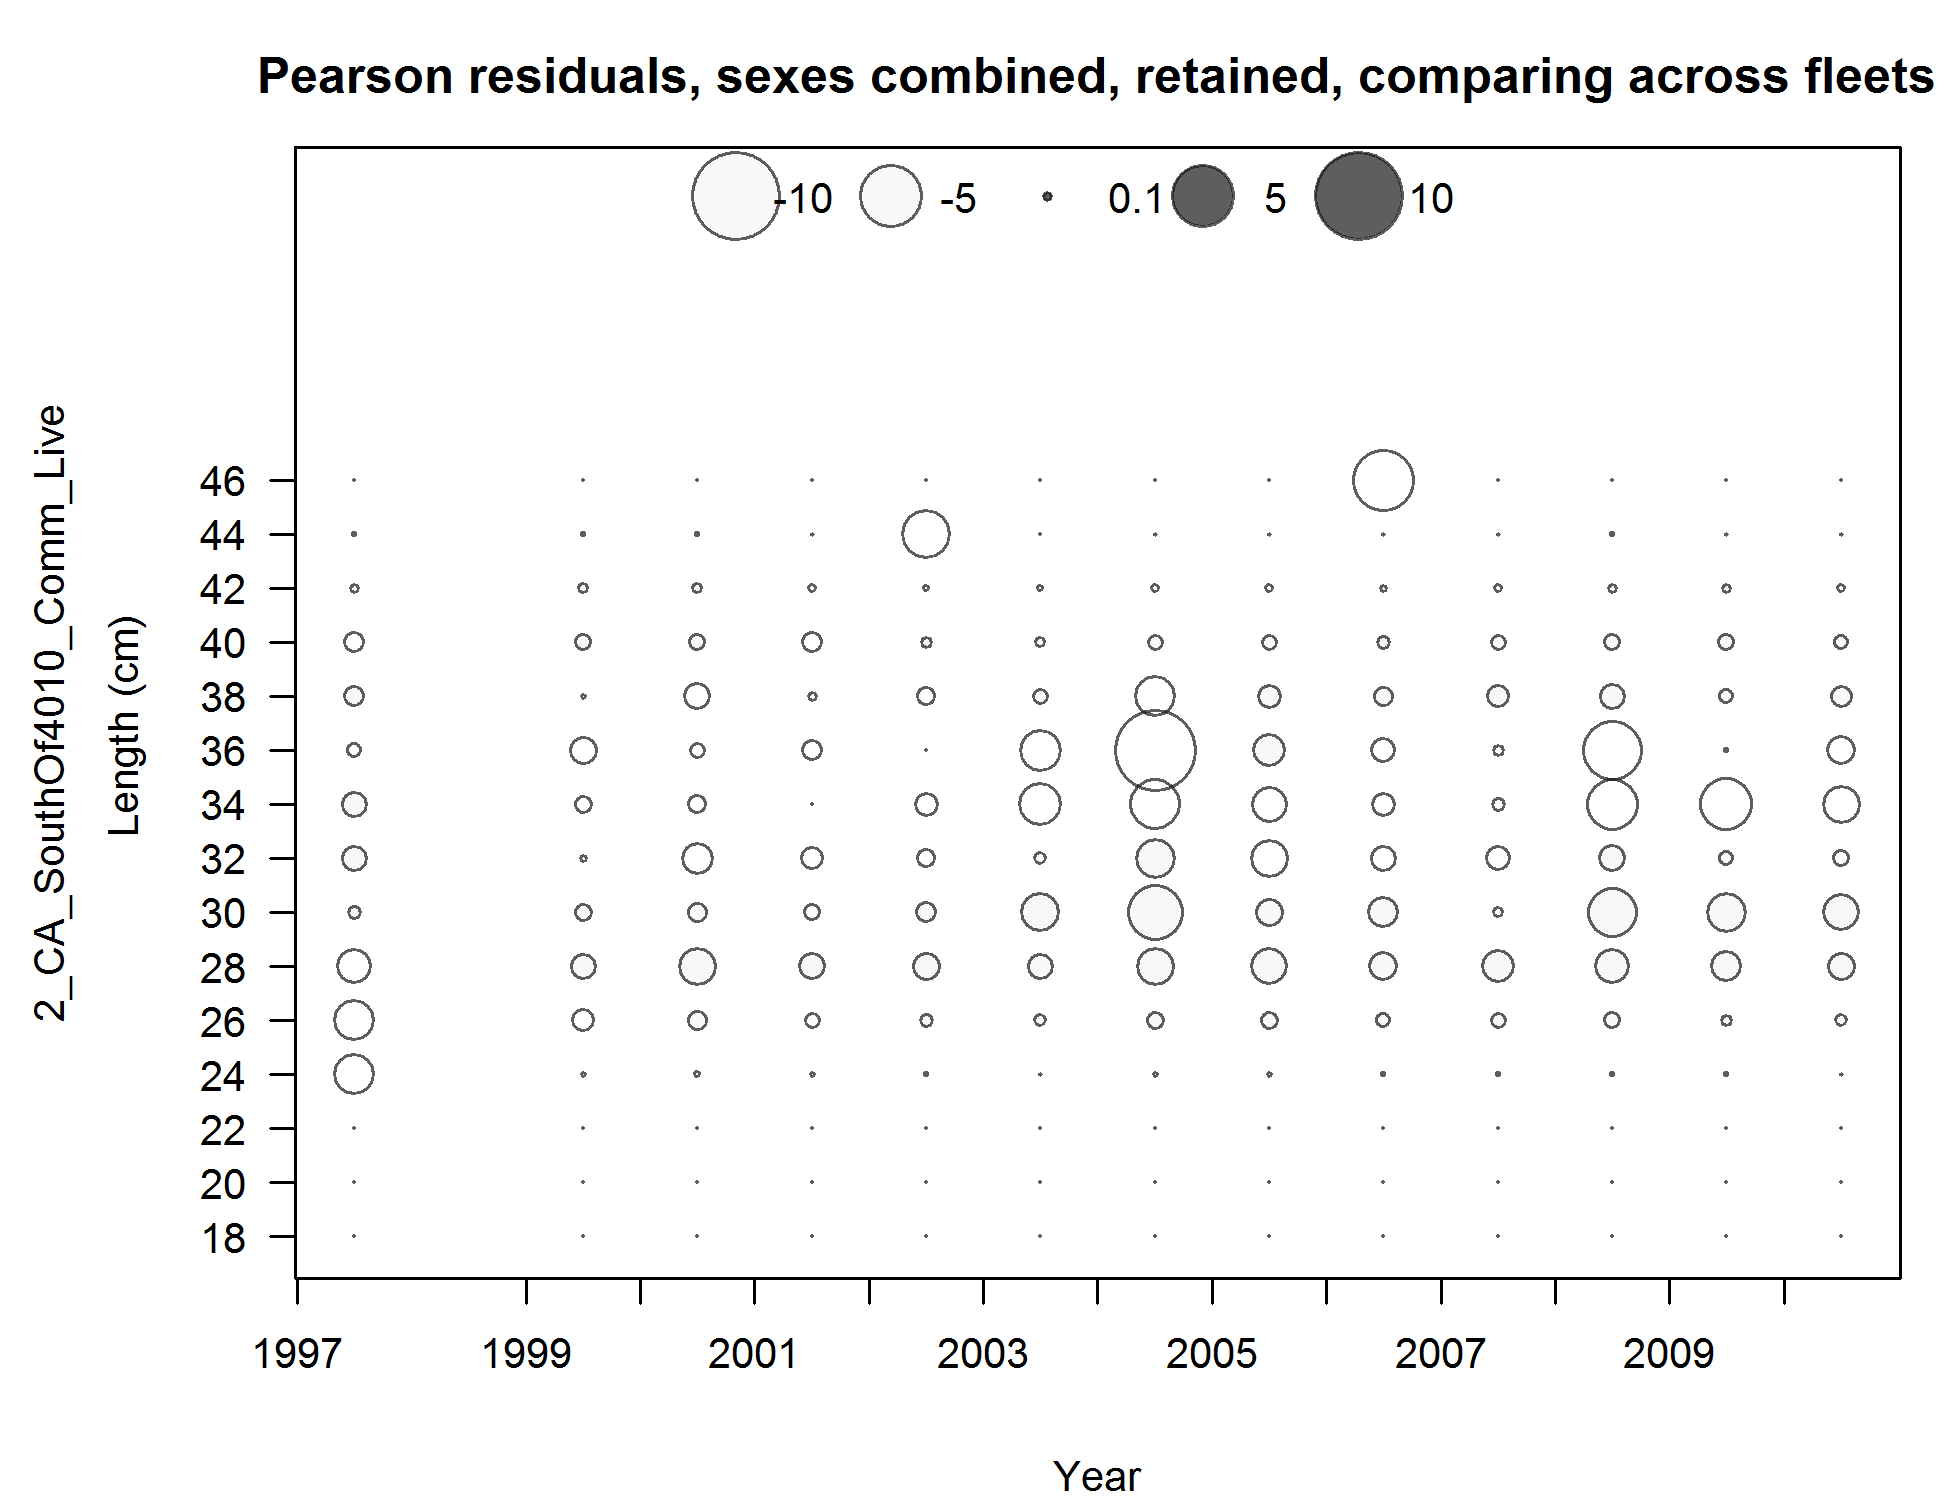 Pearson residuals, sexes combined, retained, comparing across fleets
-10 -5 0.1 5 10
2_CA_SouthOf4010_Comm_Live
Length (cm)
46
44
42
40
38
36
34
32
30
28
26
24
22
20
18
1997 1999 2001 2003 2005 2007 2009
Year